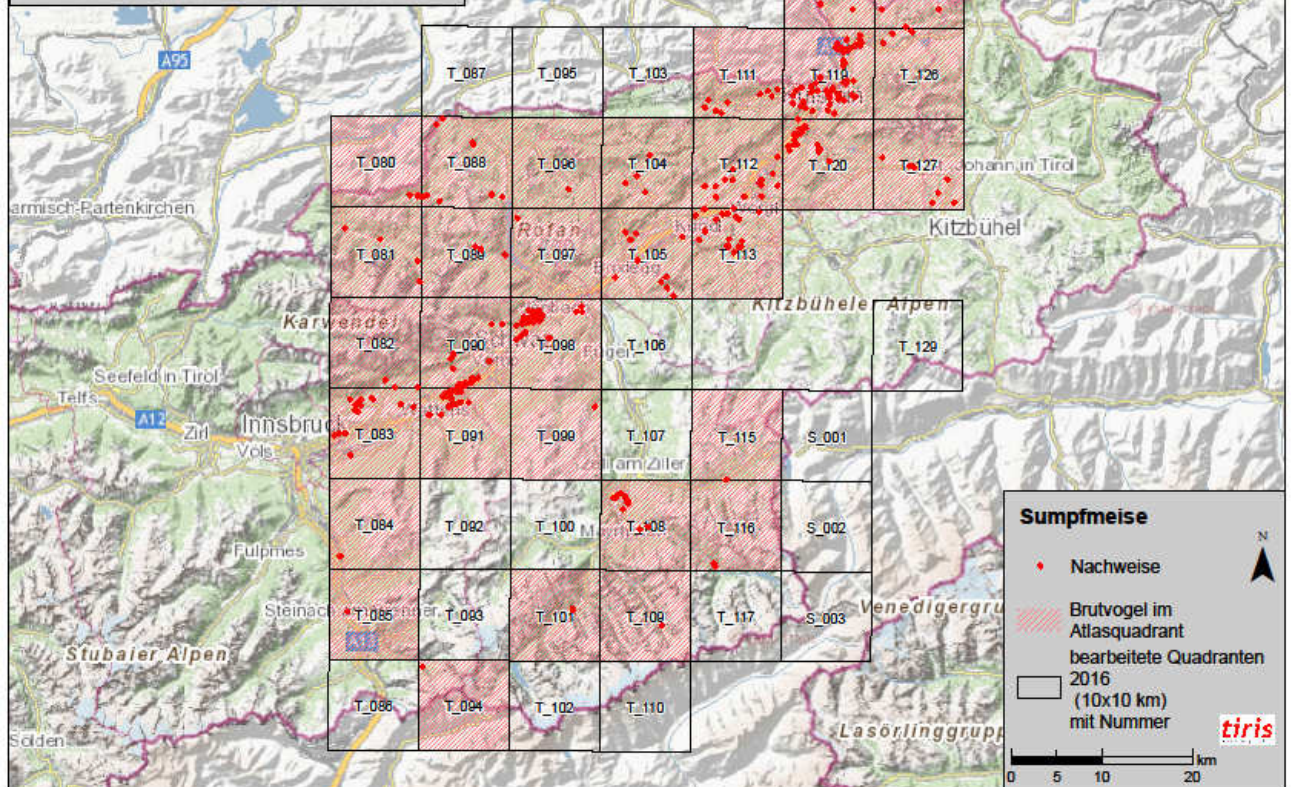 A95
T_087
T_095
T_103
T_111
T_119
T_126
T_080
T_088
T_096
T_104
T_112
T_120
T_127
Johann in Tirol
armisch-Partenkirchen
Kitzbühel
T_081
T_089
Rofan
T_097
T_105
T_113
Karwendel
Kitzbüheler Alpen
T_082
T_090
T_098
Fügen
T_106
T_129
Seefeld in Tirol
Telfs
A12
Zirl
Innsbruck
Völs
T_083
T_091
T_099
T_107
T_115
S_001
Zell am Ziller
T_084
T_092
T_100
T_108
T_116
S_002
Fulpmes
T_085
T_093
T_101
T_109
T_117
S_003
Venedigergru
A13
Stubaier Alpen
T_086
T_094
T_102
T_110
Sölden
Lasörlinggrupp
Sumpfmeise
N
Nachweise
Brutvogel im
Atlasquadrant
bearbeitete Quadranten
2016
(10x10 km)
mit Nummer
tiris
km
0 5 10 20